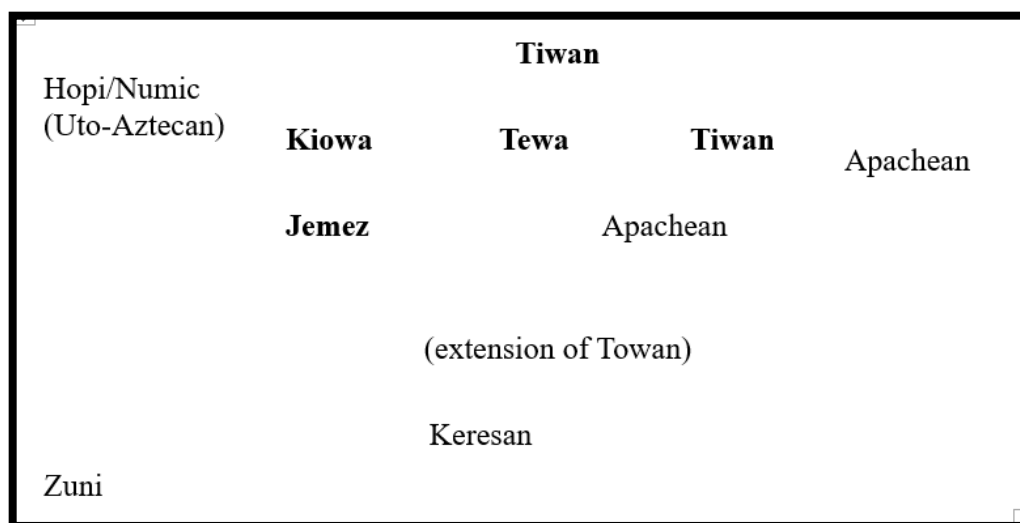 Tiwan
Hopi/Numic
(Uto-Aztecan)
Kiowa Tewa Tiwan
Apachean
Jemez Apachean
(extension of Towan)
Keresan
Zuni